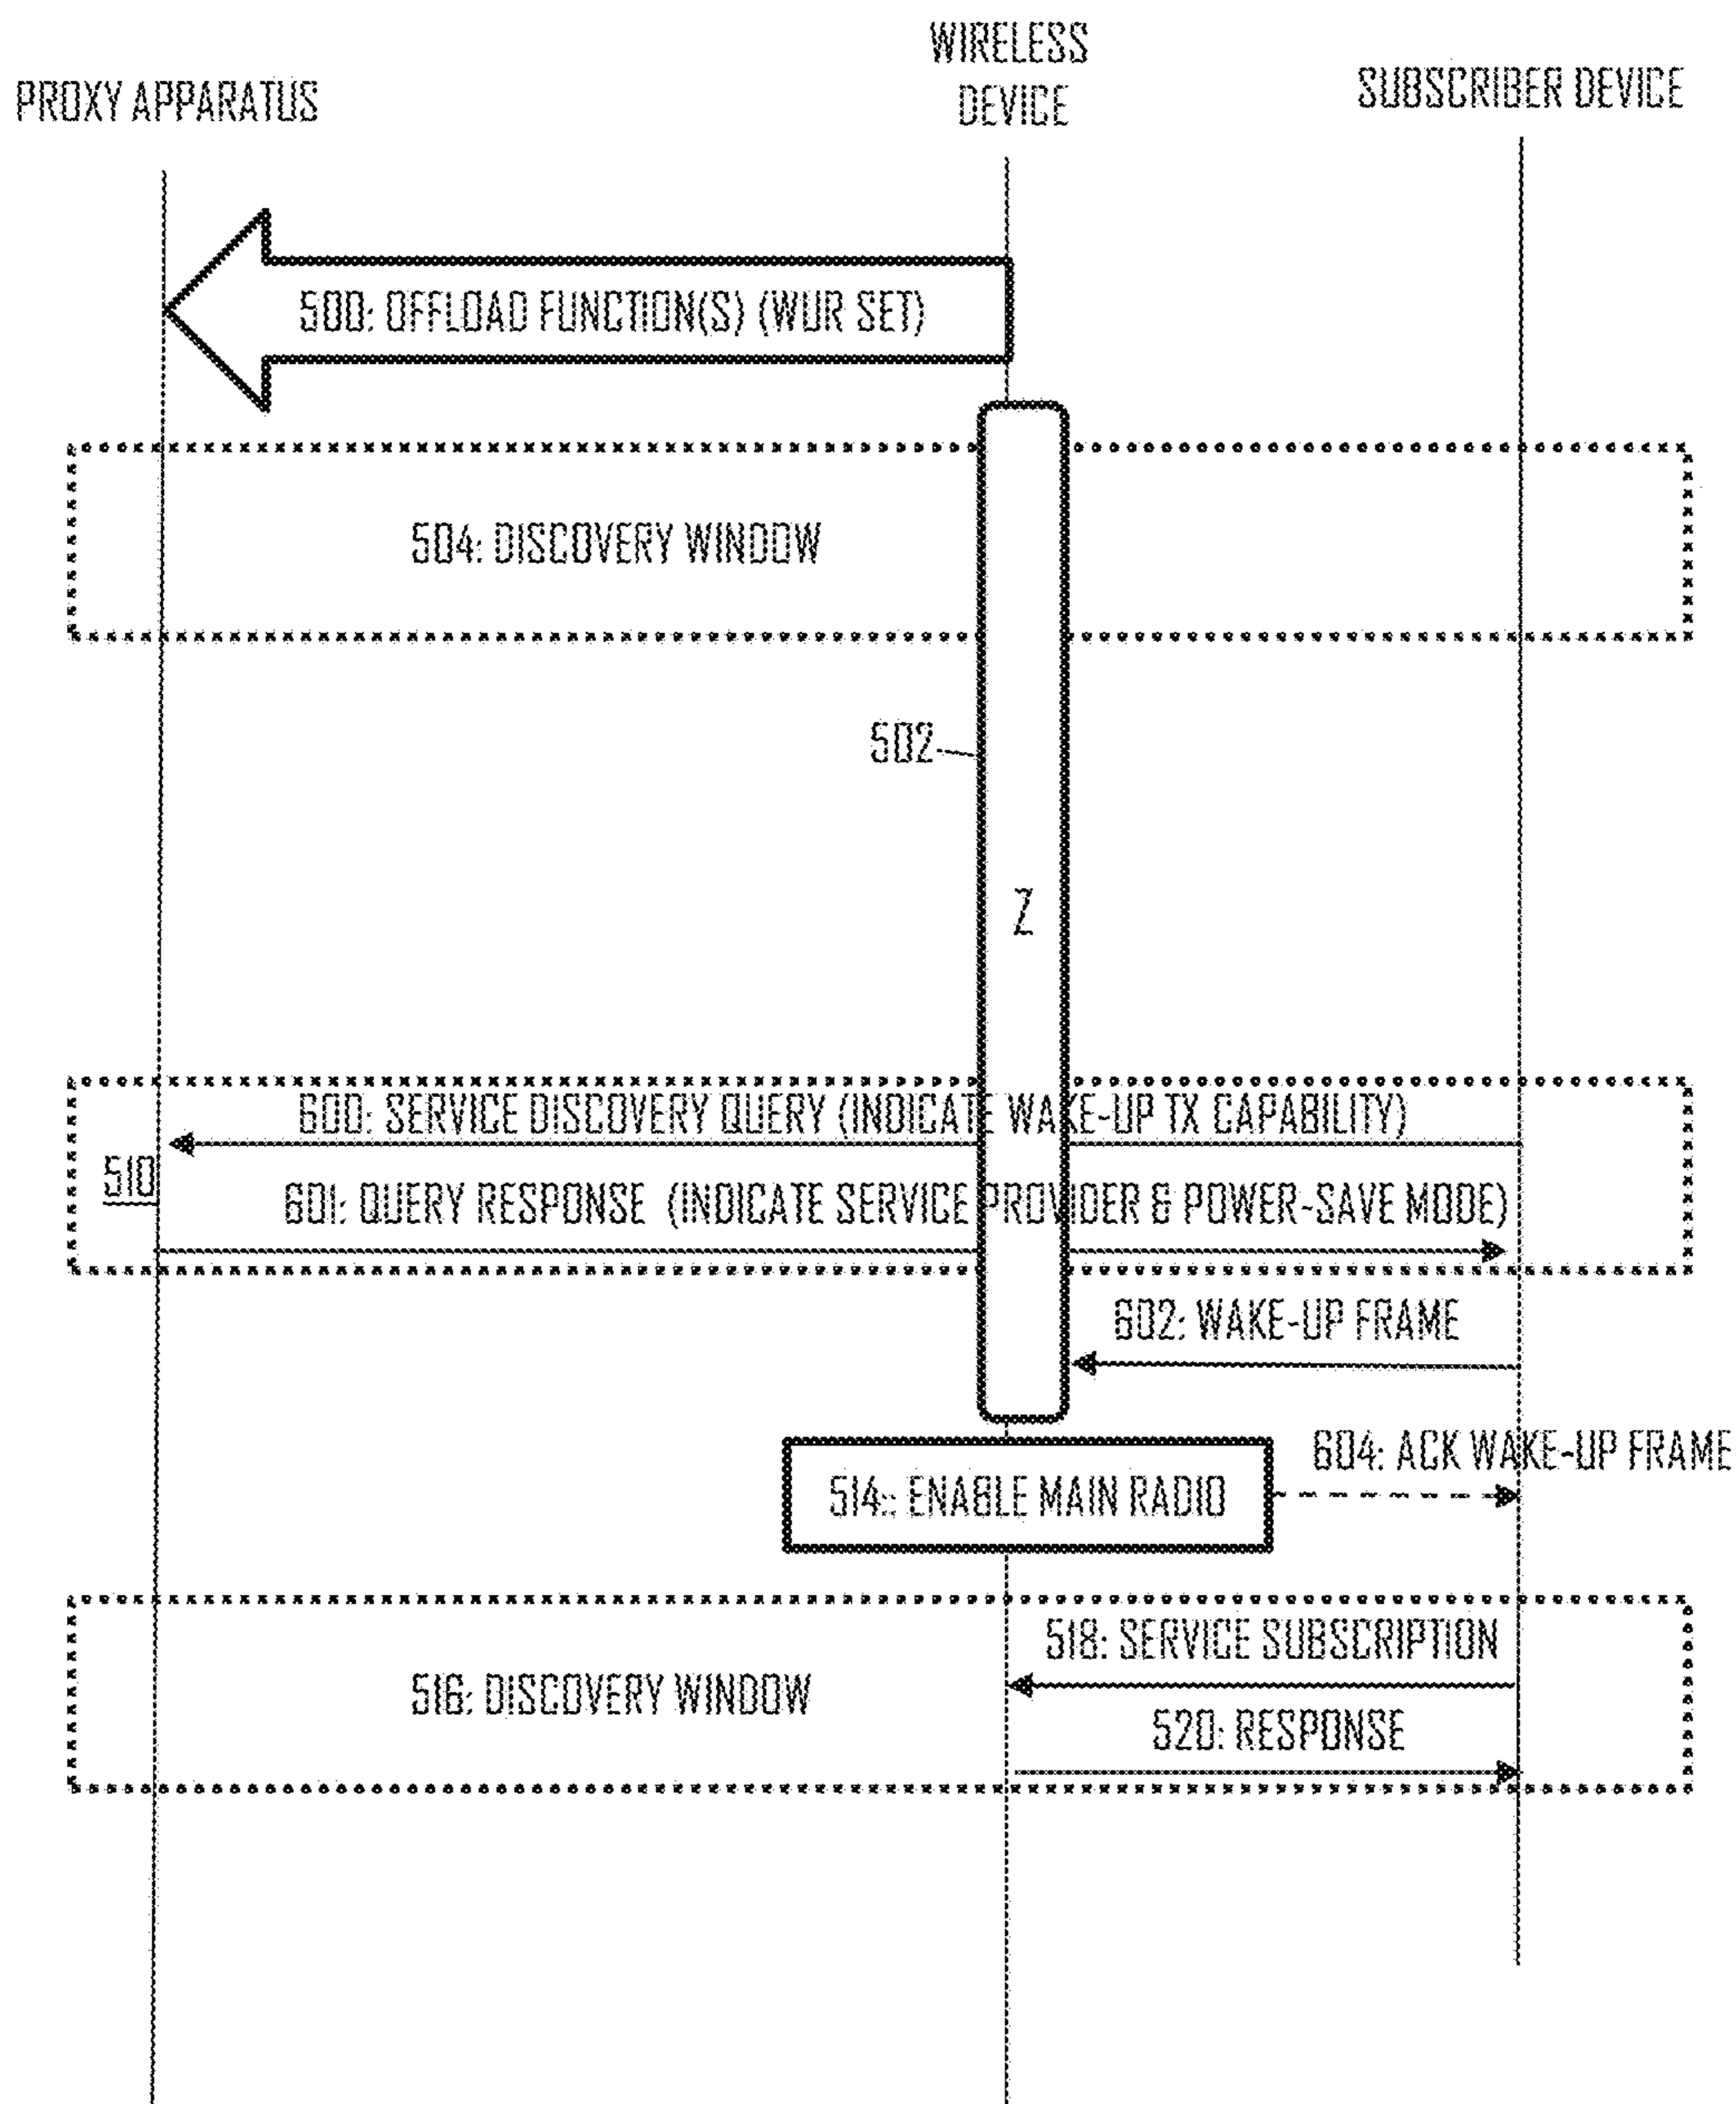 WIRELESS
DEVICE
PROXY APPARATUS
SUBSCRIBER DEVICE
500: OFFLOAD FUNCTION(S) (WUR SET)
504: DISCOVERY WINDOW
502
Z
600: SERVICE DISCOVERY QUERY (INDICATE WAKE-UP TX CAPABILITY)
510
601: QUERY RESPONSE (INDICATE SERVICE PROVIDER & POWER-SAVE MODE)
602: WAKE-UP FRAME
604: ACK WAKE-UP FRAME
514:: ENABLE MAIN RADIO
518: SERVICE SUBSCRIPTION
516: DISCOVERY WINDOW
520: RESPONSE